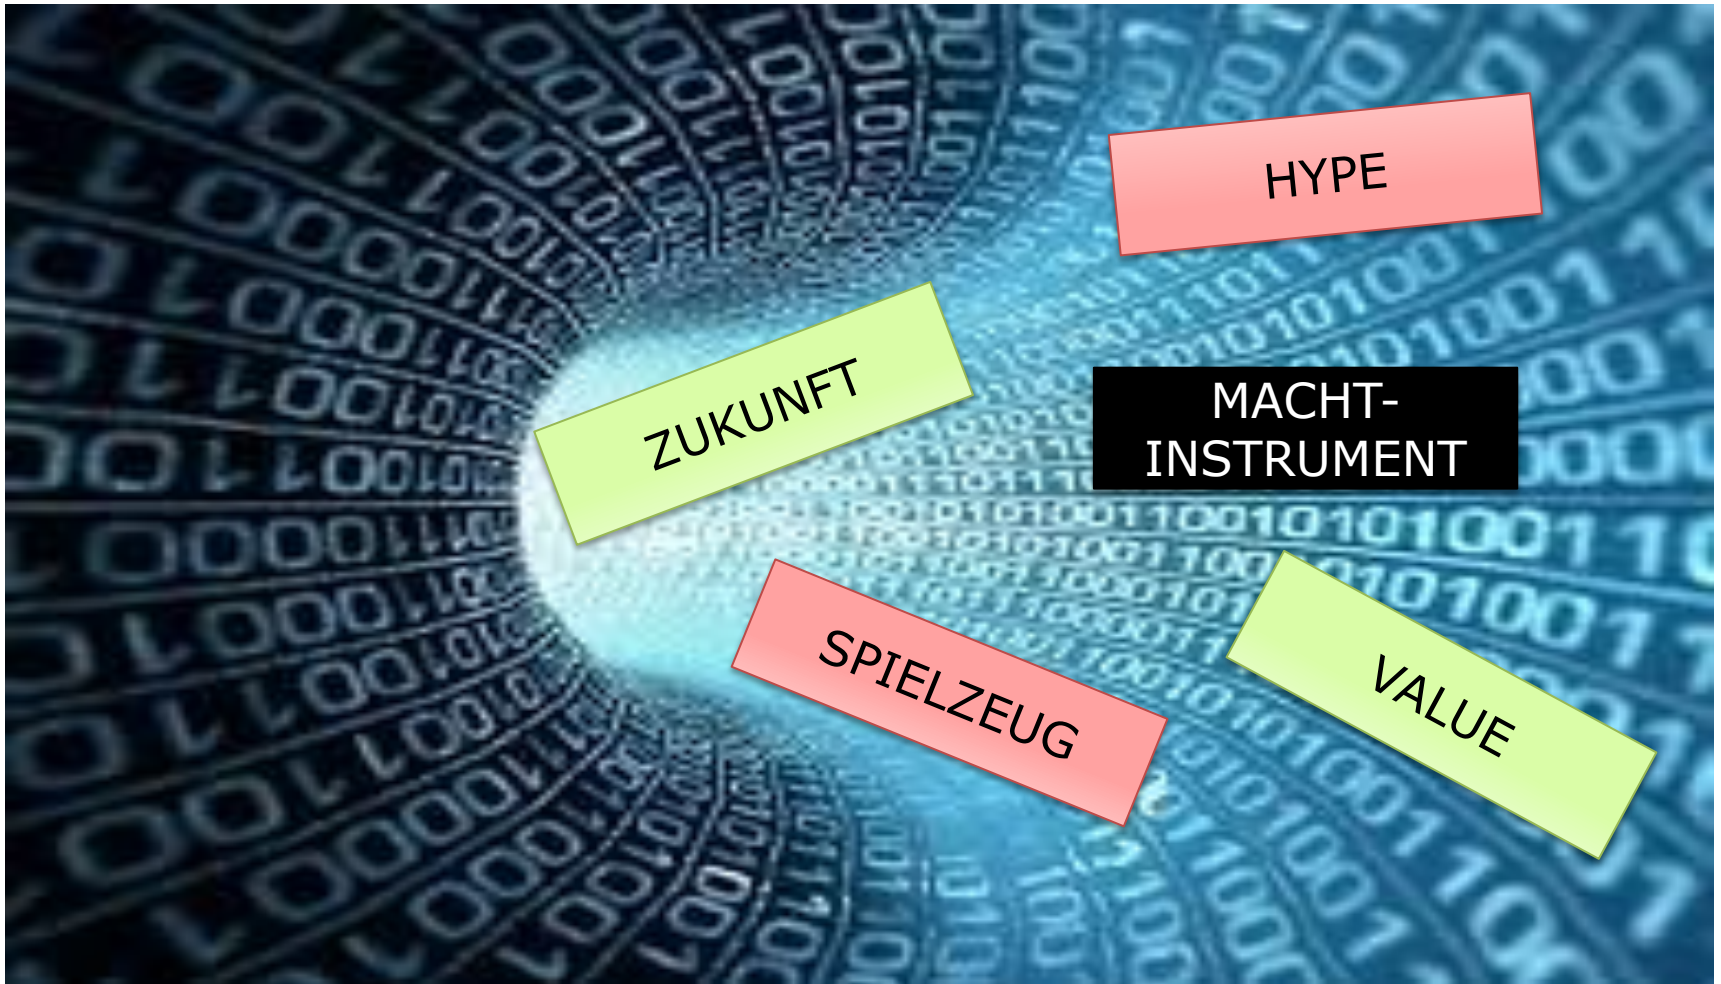 HYPE
ZUKUNFT
MACHT-
INSTRUMENT
SPIELZEUG
VALUE